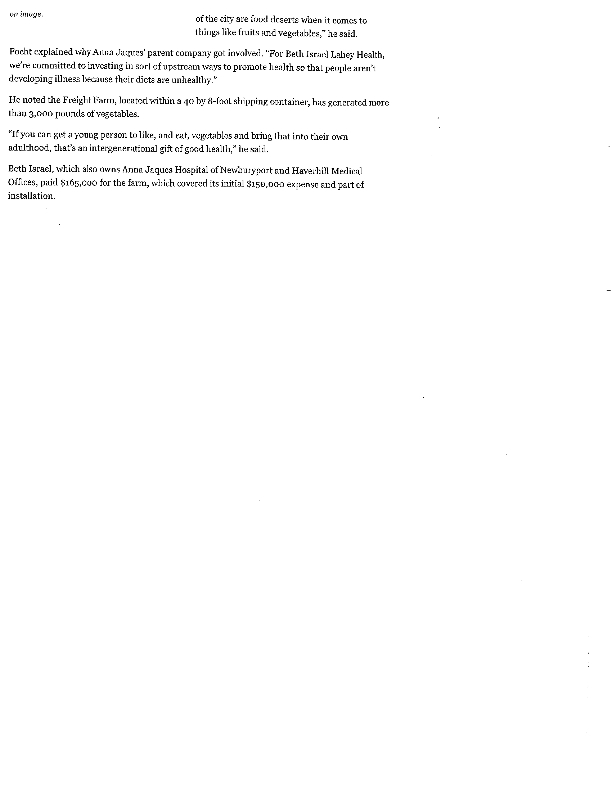 on image.
of the city are food deserts when it comes to
things like fruits and vegetables," he said.
Focht explained why Anna Jaques' parent company got involved. "For Beth Israel Lahey Health,
we're committed to investing in sort of upstream ways to promote health so that people aren't
developing illness because their diets are unhealthy."
He noted the Freight Farm, located within a 40 by 8-foot shipping container, has generated more
than 3,000 pounds of vegetables.
"If you can get a young person to like, and eat, vegetables and bring that into their own
adulthood, that's an intergenerational gift of good health," he said.
Beth Israel, which also owns Anna Jaques Hospital of Newburyport and Haverhill Medical
Offices, paid $165,000 for the farm, which covered its initial $150,000 expense and part of
installation.